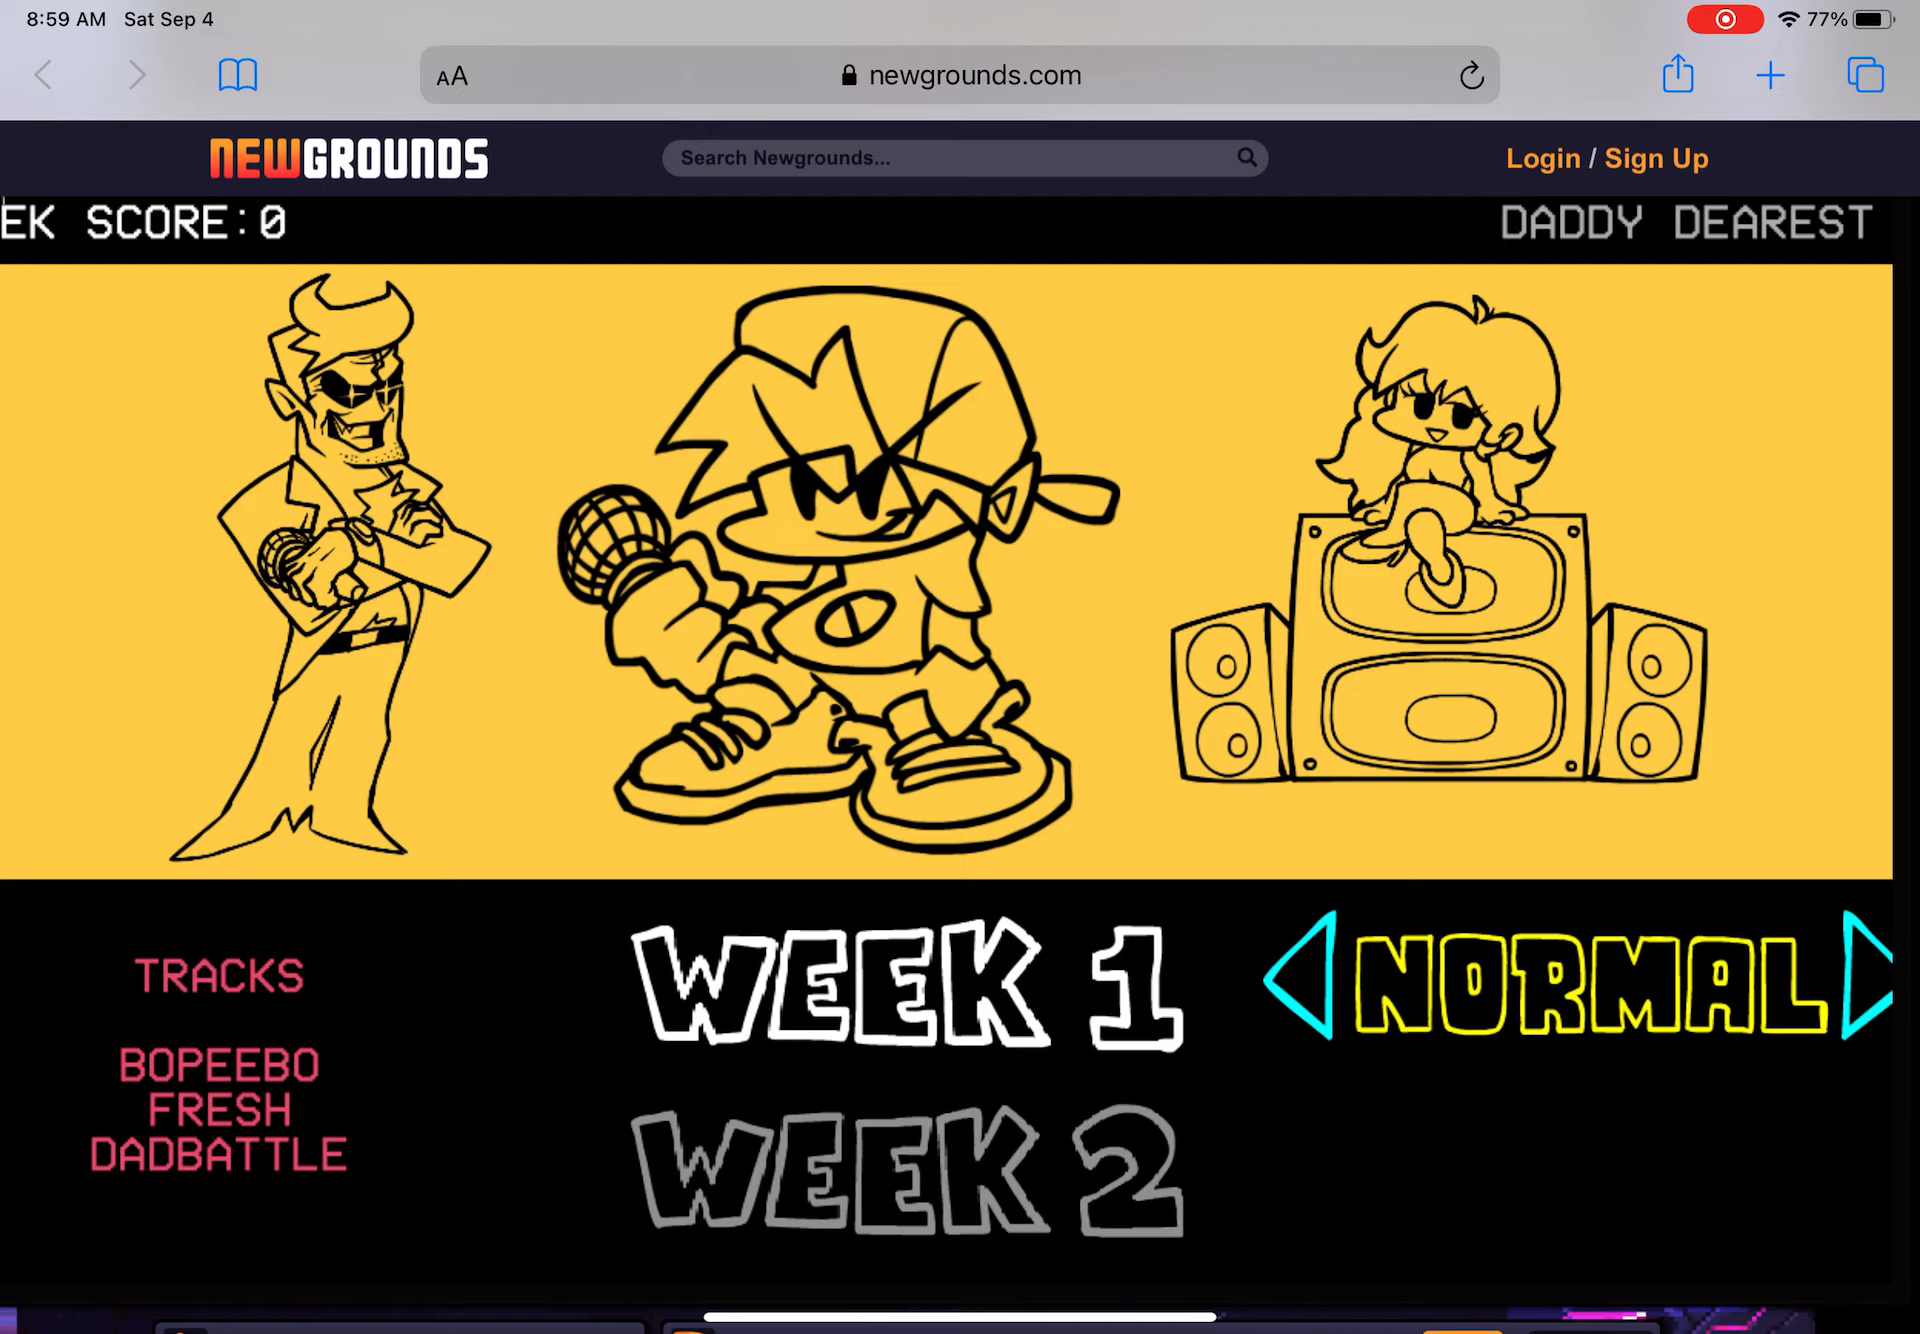 8:59 AM Sat Sep 4
77%
AA
newgrounds.com
NEWGROUNDS
Search Newgrounds...
Login / Sign Up
EK SCORE:0
DADDY DEAREST
WEEK 1
NORMAL
TRACKS
BOPEEBO
FRESH
DADBATTLE
WEEK 2